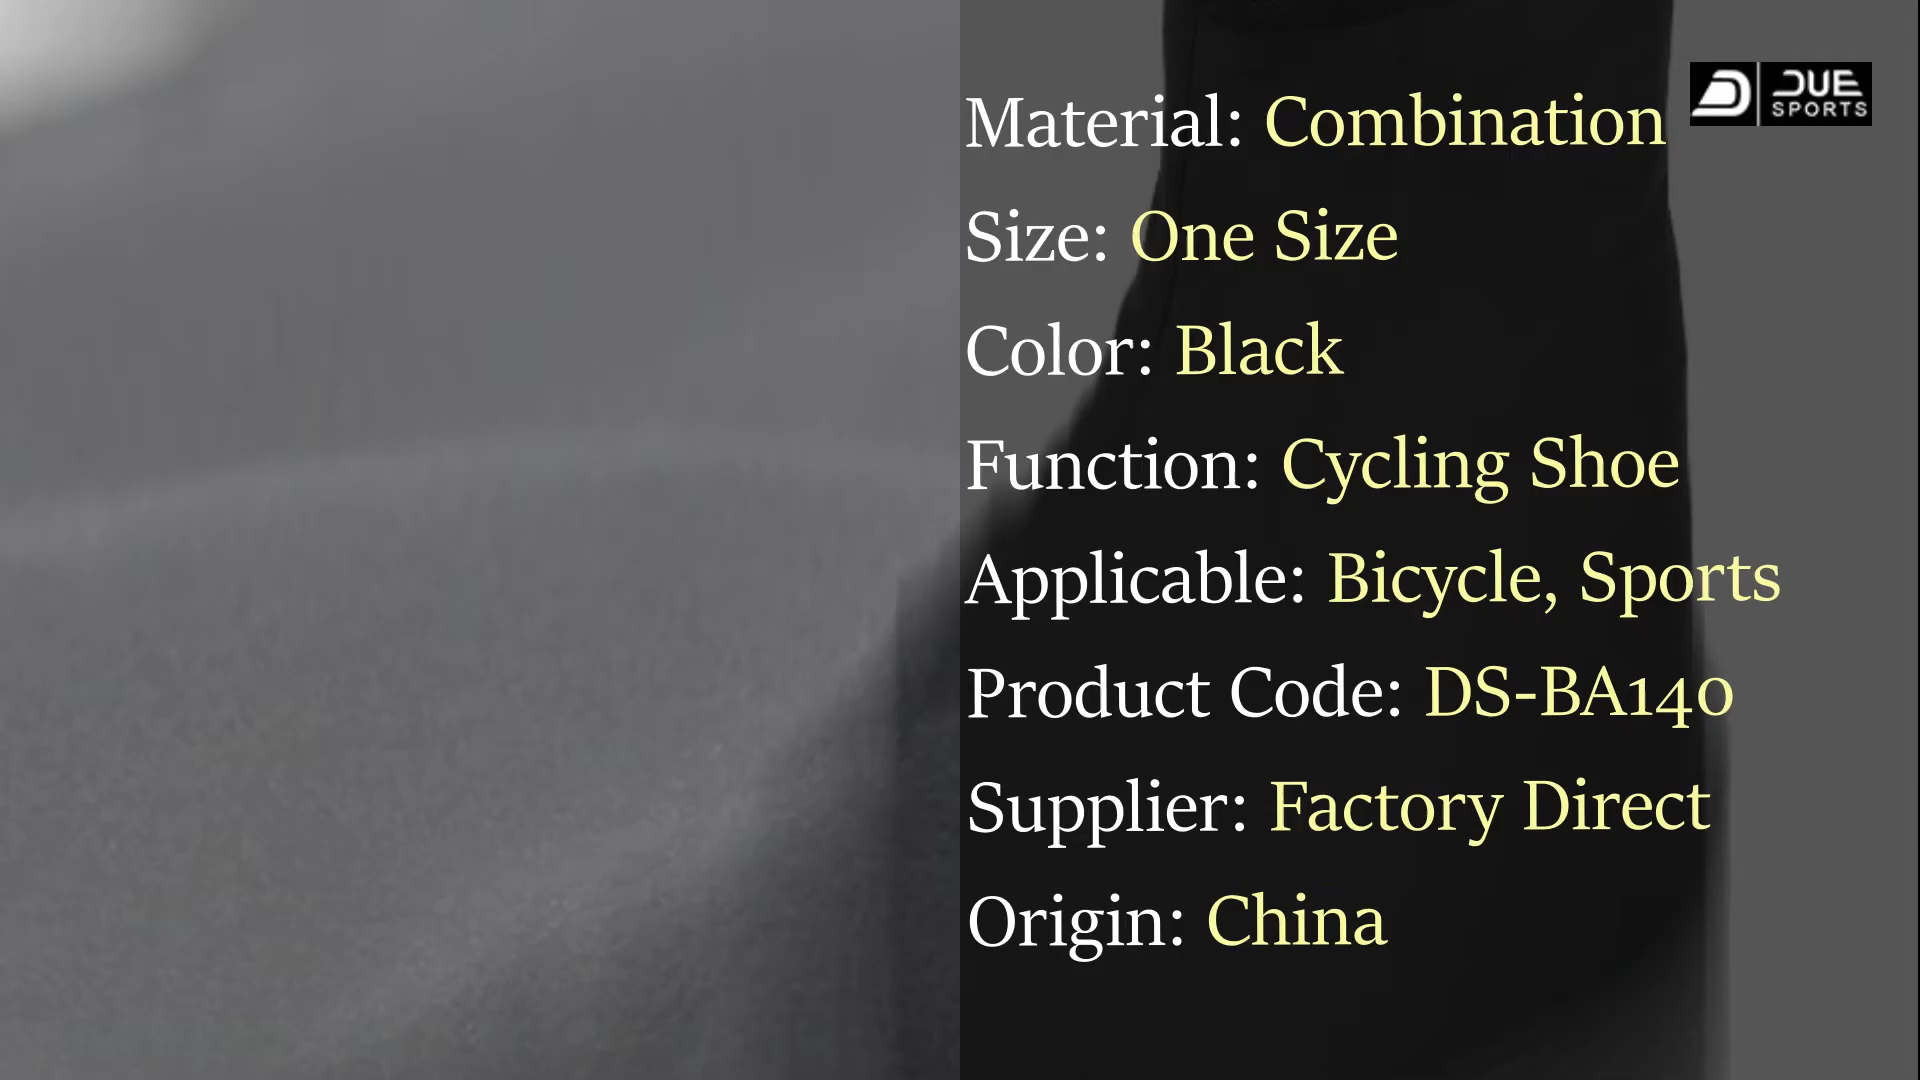 Material: Combination
Size: One Size
Color: Black
Function: Cycling Shoe
Applicable: Bicycle, Sports
Product Code: DS-BA140
Supplier: Factory Direct
Origin: China
DUE
SPORTS